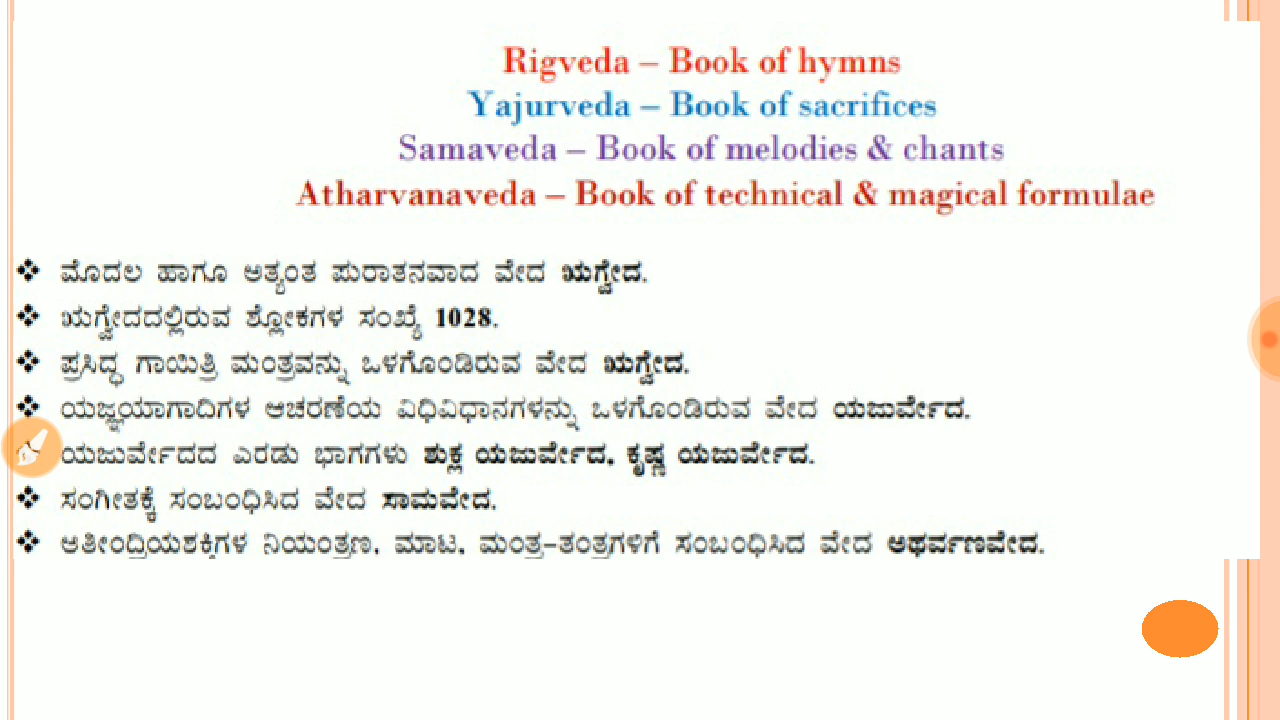 Rigveda – Book of hymns
Yajurveda – Book of sacrifices
Samaveda – Book of melodies & chants
Atharvanaveda – Book of technical & magical formulae
❖ ಮೊದಲ ಹಾಗೂ ಅತ್ಯಂತ ಪುರಾತನವಾದ ವೇದ ಋಗ್ವೇದ.
❖ ಋಗ್ವೇದದಲ್ಲಿರುವ ಶ್ಲೋಕಗಳ ಸಂಖ್ಯೆ 1028.
❖ ಪ್ರಸಿದ್ಧ ಗಾಯಿತ್ರಿ ಮಂತ್ರವನ್ನು ಒಳಗೊಂಡಿರುವ ವೇದ ಋಗ್ವೇದ.
❖ ಯಜ್ಞಯಾಗಾದಿಗಳ ಆಚರಣೆಯ ವಿಧಿವಿಧಾನಗಳನ್ನು ಒಳಗೊಂಡಿರುವ ವೇದ ಯಜುರ್ವೇದ.
❖ ಯಜುರ್ವೇದದ ಎರಡು ಭಾಗಗಳು ಶುಕ್ಲ ಯಜುರ್ವೇದ, ಕೃಷ್ಣ ಯಜುರ್ವೇದ.
❖ ಸಂಗೀತಕ್ಕೆ ಸಂಬಂಧಿಸಿದ ವೇದ ಸಾಮವೇದ.
❖ ಅತೀಂದ್ರಿಯಶಕ್ತಿಗಳ ನಿಯಂತ್ರಣ, ಮಾಟ, ಮಂತ್ರ-ತಂತ್ರಗಳಿಗೆ ಸಂಬಂಧಿಸಿದ ವೇದ ಅಥರ್ವಣವೇದ.